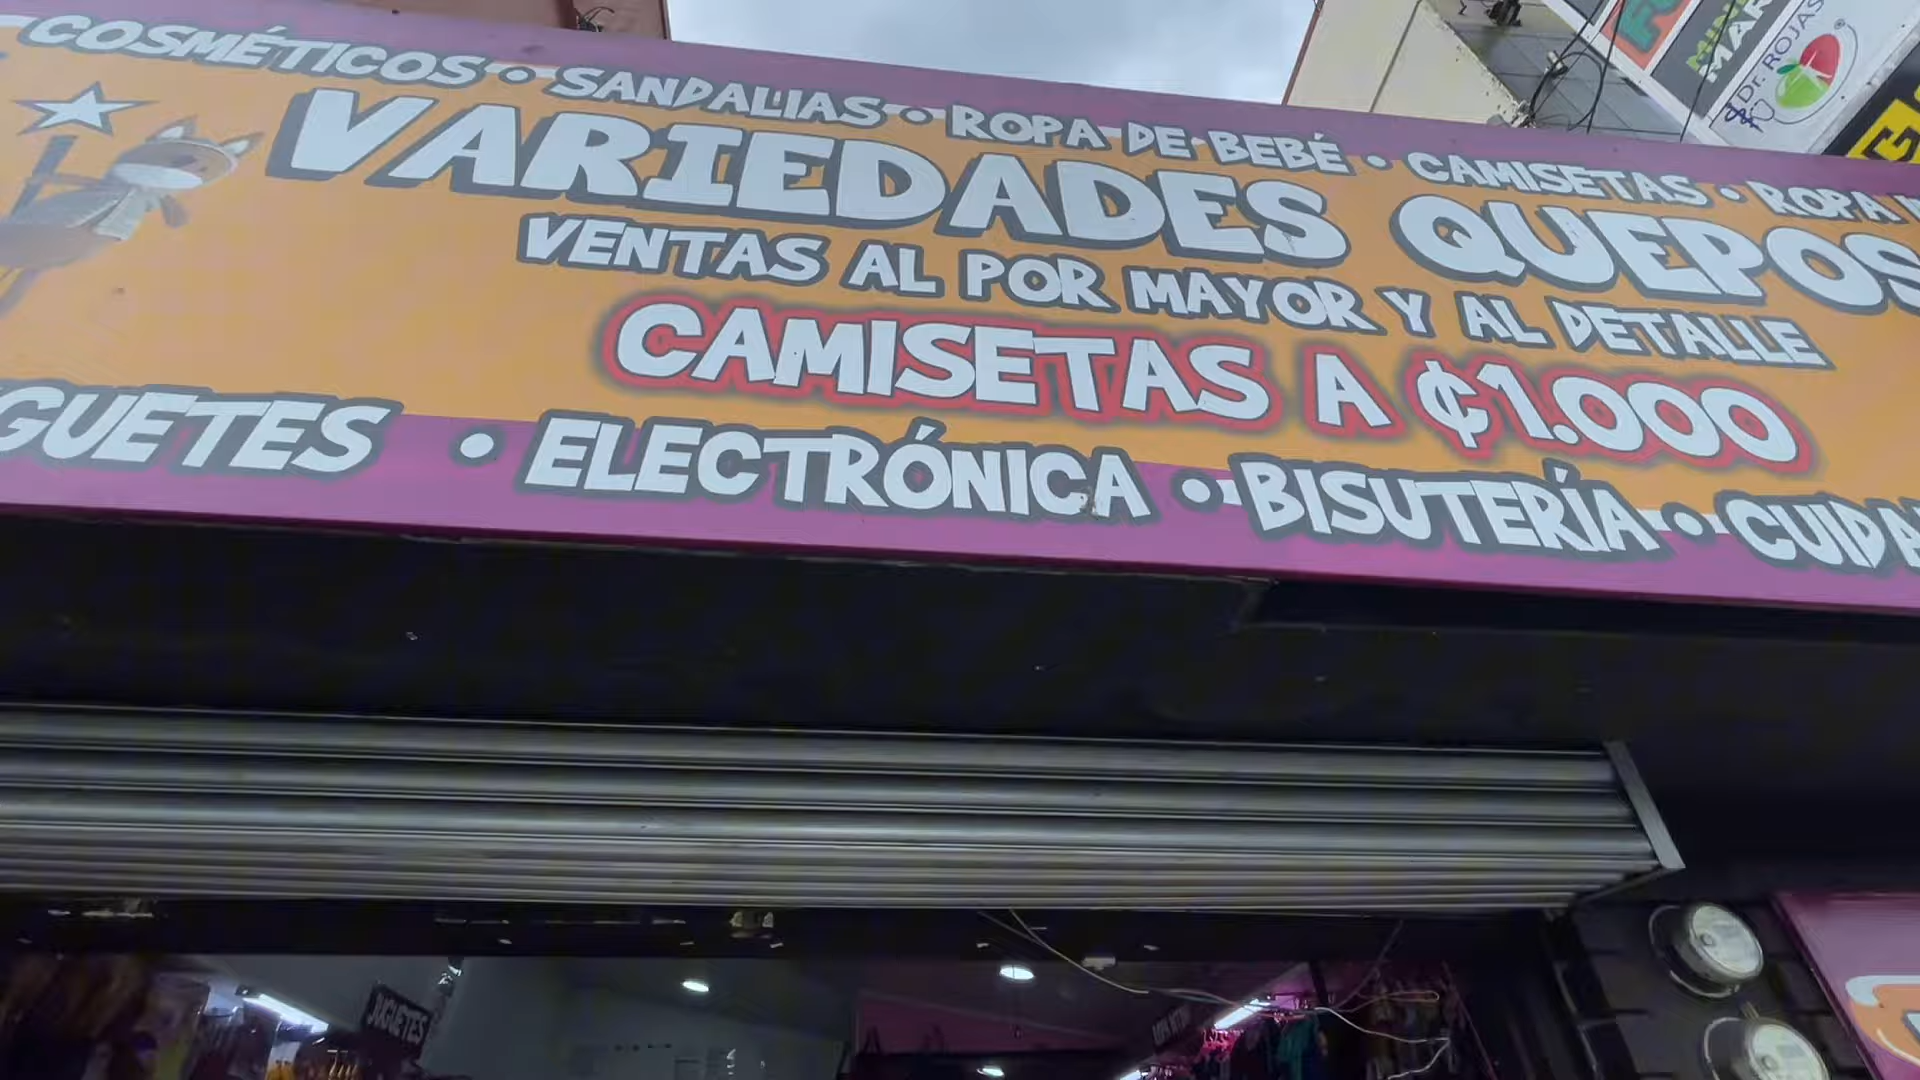 COSMÉTICOS • SANDALIAS • ROPA DE BEBÉ • CAMISETAS • ROPA
VARIEDADES QUEPOS
VENTAS AL POR MAYOR Y AL DETALLE
CAMISETAS A ₡1.000
GUETES • ELECTRÓNICA • BISUTERÍA • CUIDA
Dr. ROJAS
JUGUETES